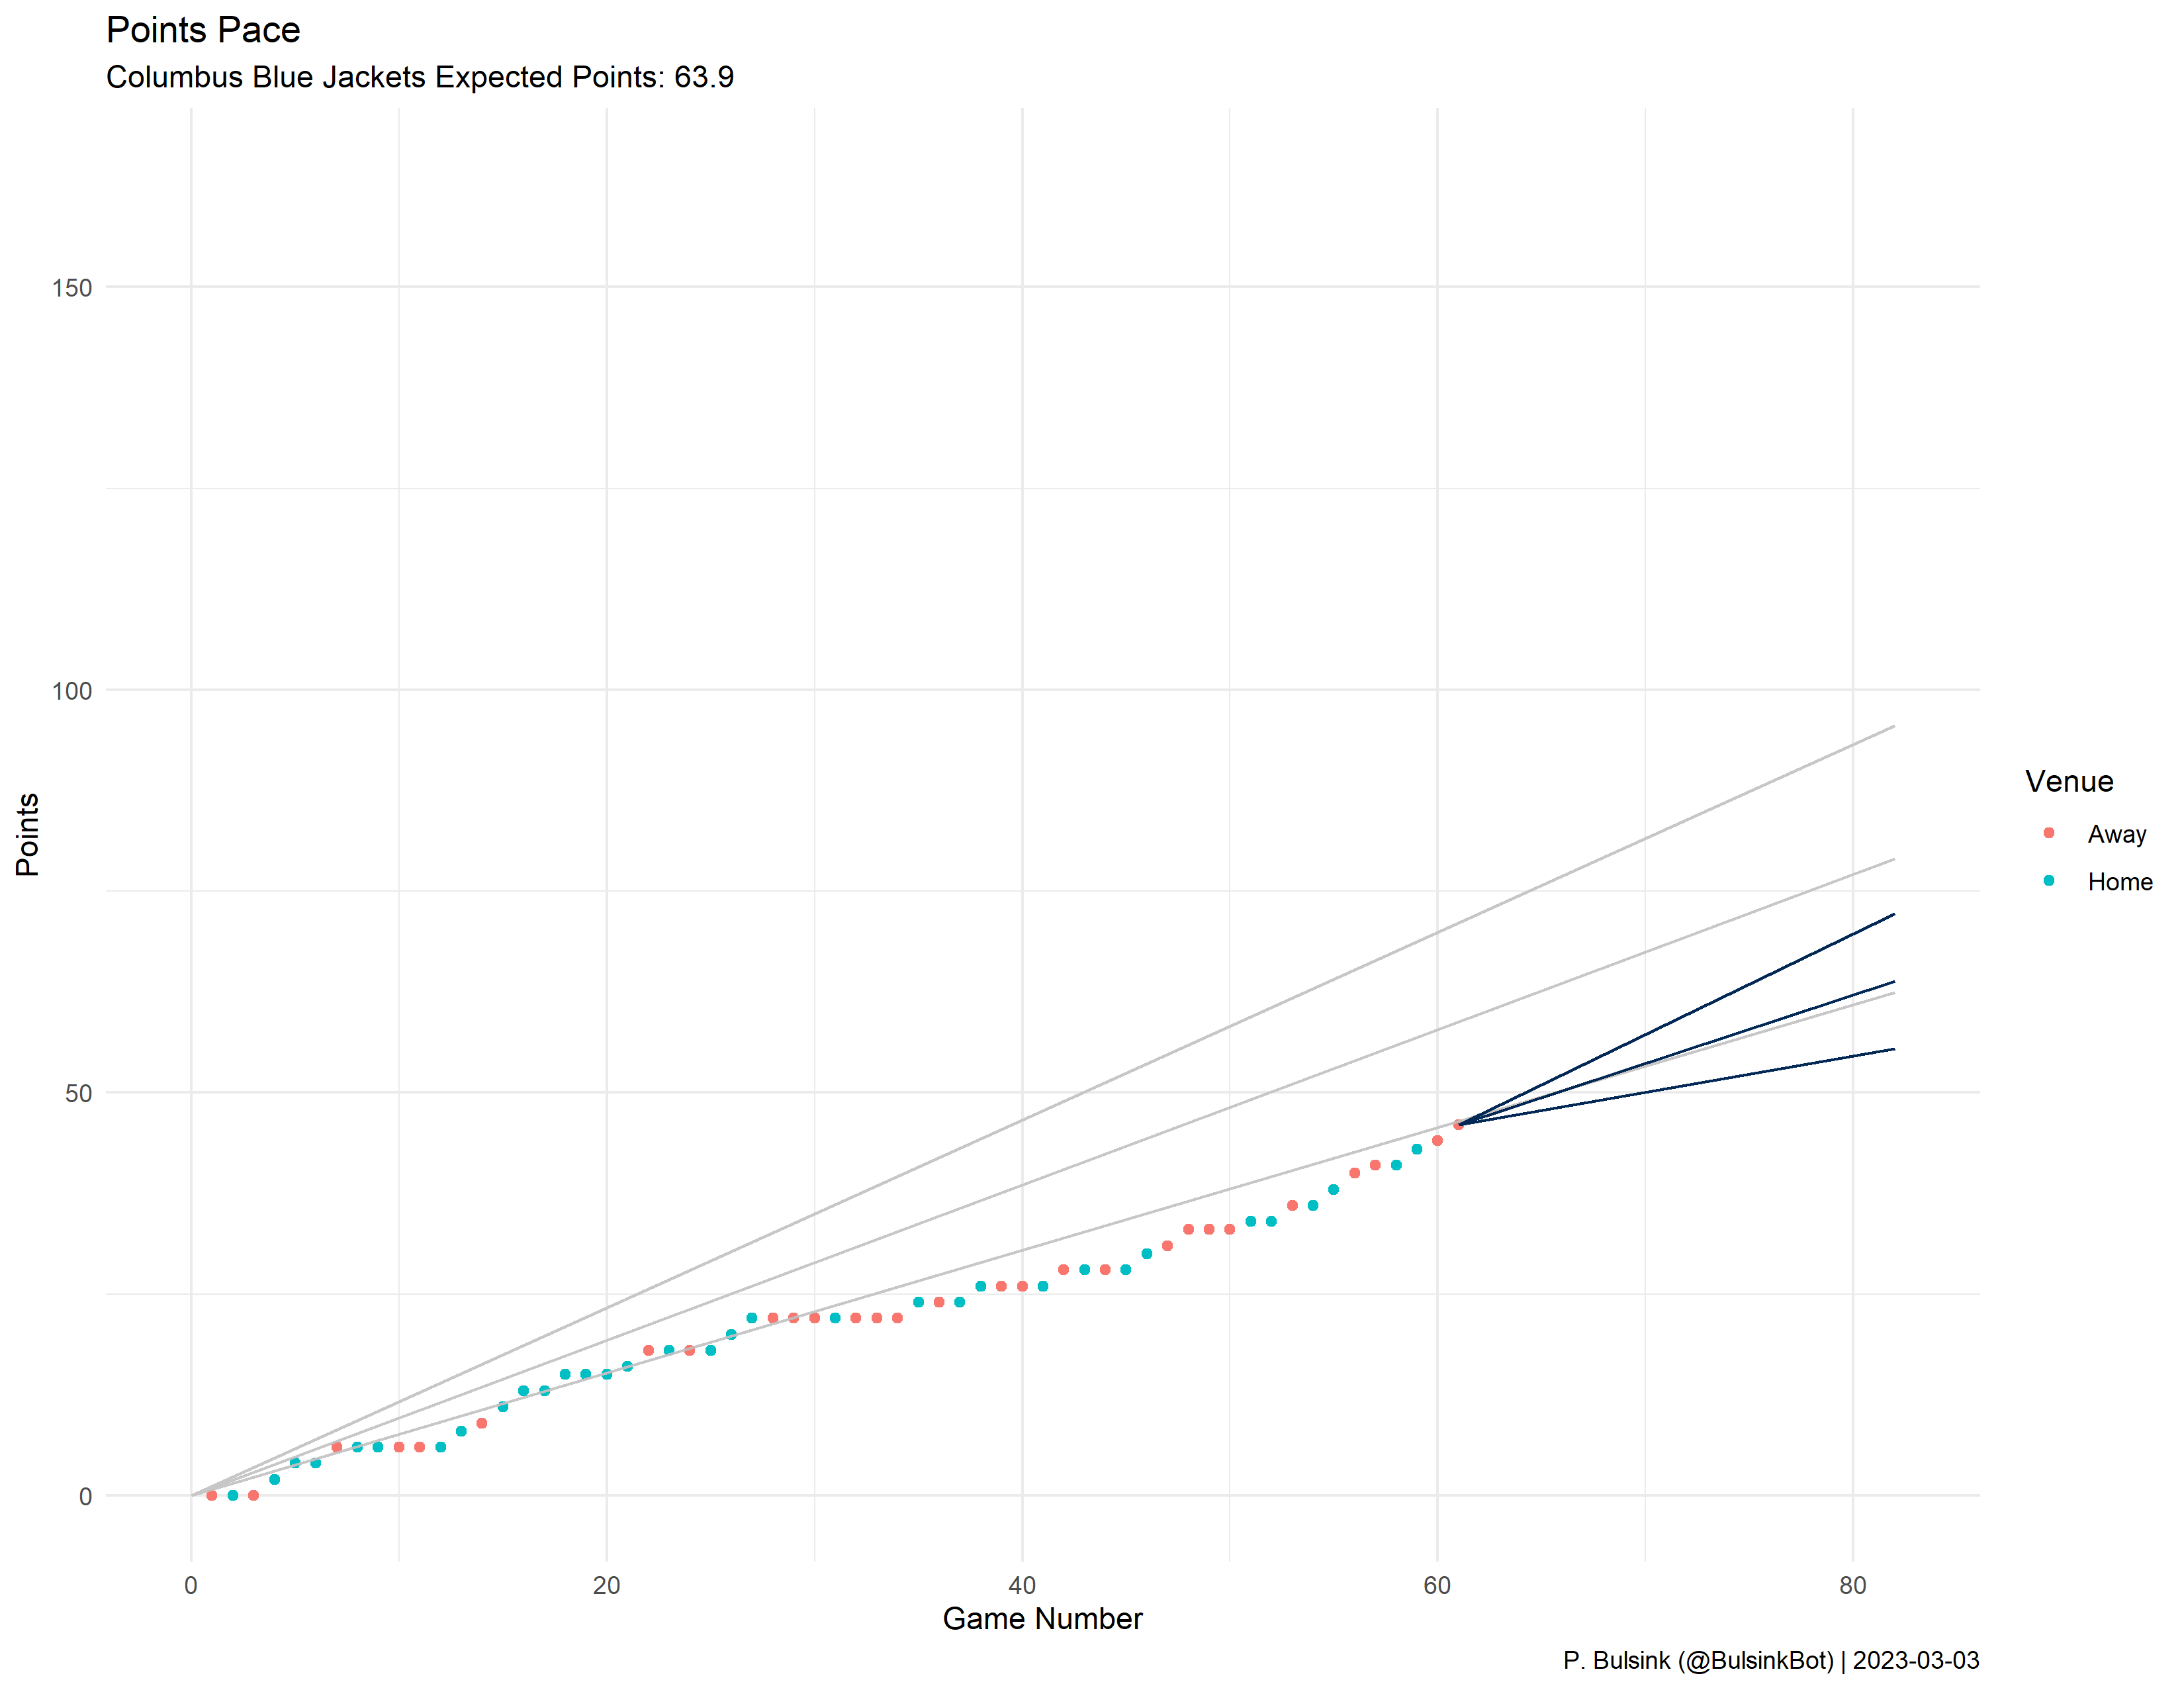 Points Pace
Columbus Blue Jackets Expected Points: 63.9
150
100
50
0
Points
0 20 40 60 80
Game Number
Venue
Away
Home
P. Bulsink (@BulsinkBot) | 2023-03-03